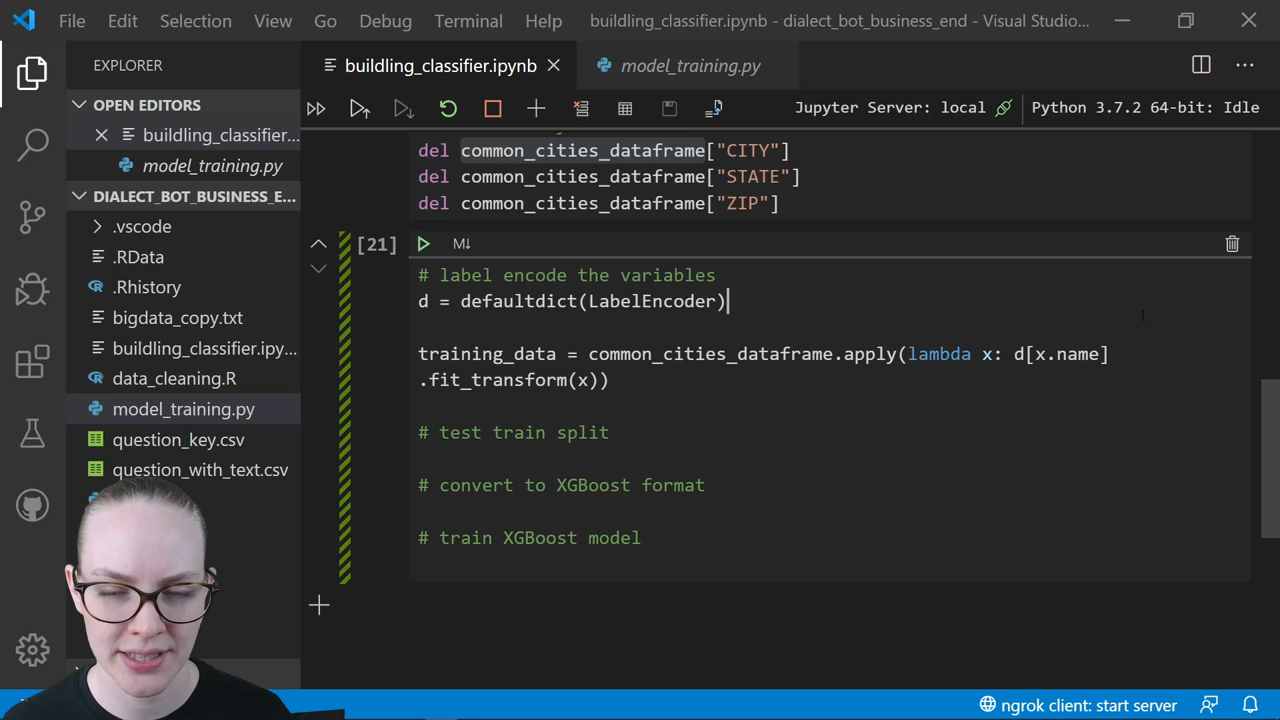 File Edit Selection View Go Debug Terminal Help buildling_classifier.ipynb - dialect_bot_business_end - Visual Studio...
EXPLORER
buildling_classifier.ipynb
model_training.py
OPEN EDITORS
buildling_classifier...
model_training.py
DIALECT_BOT_BUSINESS_E...
.vscode
.RData
.Rhistory
bigdata_copy.txt
buildling_classifier.ipy...
data_cleaning.R
model_training.py
question_key.csv
question_with_text.csv
Jupyter Server: local
Python 3.7.2 64-bit: Idle
del common_cities_dataframe["CITY"]
del common_cities_dataframe["STATE"]
del common_cities_dataframe["ZIP"]
[21]
M↓
# label encode the variables
d = defaultdict(LabelEncoder)
training_data = common_cities_dataframe.apply(lambda x: d[x.name]
.fit_transform(x))
# test train split
# convert to XGBoost format
# train XGBoost model
ngrok client: start server